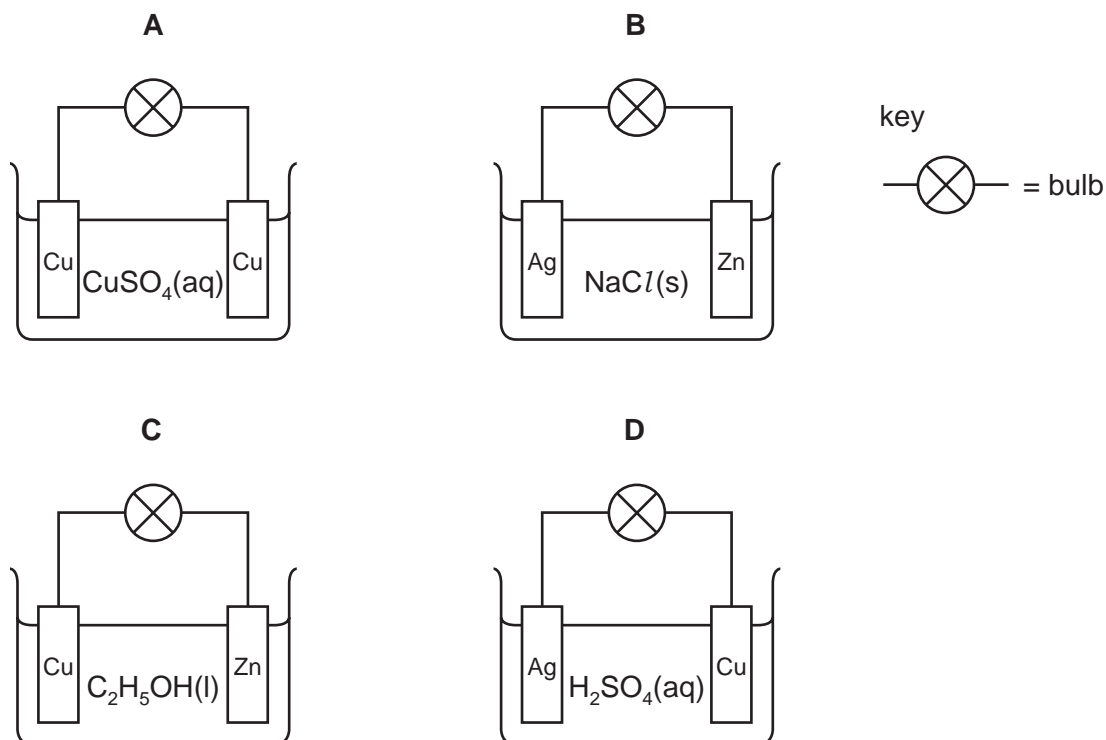 A
B
key
= bulb
Cu
CuSO₄(aq)
Cu
Ag
NaCl(s)
Zn
C
D
Cu
C₂H₅OH(l)
Zn
Ag
H₂SO₄(aq)
Cu